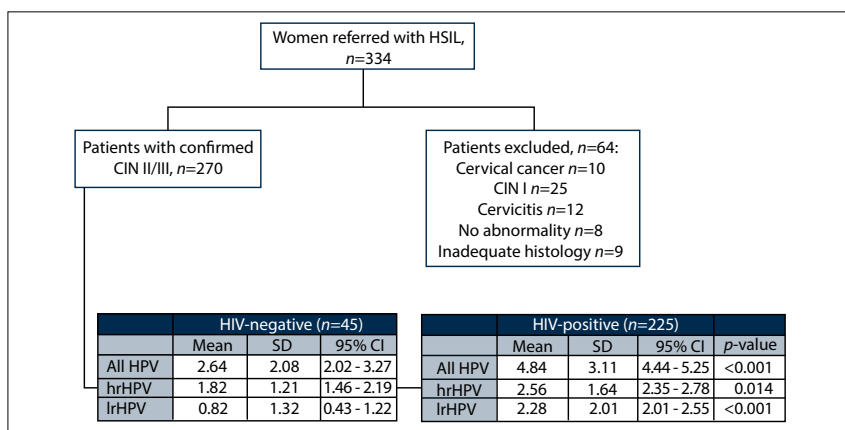 Women referred with HSIL,
n=334
Patients with confirmed
CIN II/III, n=270
Patients excluded, n=64:
Cervical cancer n=10
CIN I n=25
Cervicitis n=12
No abnormality n=8
Inadequate histology n=9
HIV-negative (n=45)
Mean SD 95% CI
All HPV 2.64 2.08 2.02 - 3.27
hrHPV 1.82 1.21 1.46 - 2.19
lrHPV 0.82 1.32 0.43 - 1.22
HIV-positive (n=225)
Mean SD 95% CI p-value
All HPV 4.84 3.11 4.44 - 5.25 <0.001
hrHPV 2.56 1.64 2.35 - 2.78 0.014
lrHPV 2.28 2.01 2.01 - 2.55 <0.001